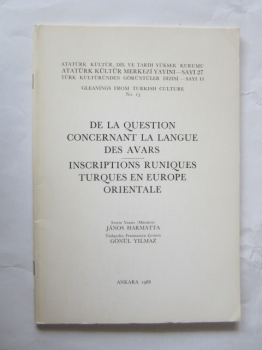 ATATÜRK KÜLTÜR, DİL VE TARİH YÜKSEK KURUMU
ATATÜRK KÜLTÜR MERKEZİ YAYINI—SAYI 27
TÜRK KÜLTÜRÜNDEN GÖRÜNTÜLER DİZİSİ—SAYI 13
GLEANINGS FROM TURKISH CULTURE
No. 13
DE LA QUESTION
CONCERNANT LA LANGUE
DES AVARS
INSCRIPTIONS RUNIQUES
TURQUES EN EUROPE
ORIENTALE
JÁNOS HARMATTA
GÖNÜL YILMAZ
ANKARA 1988